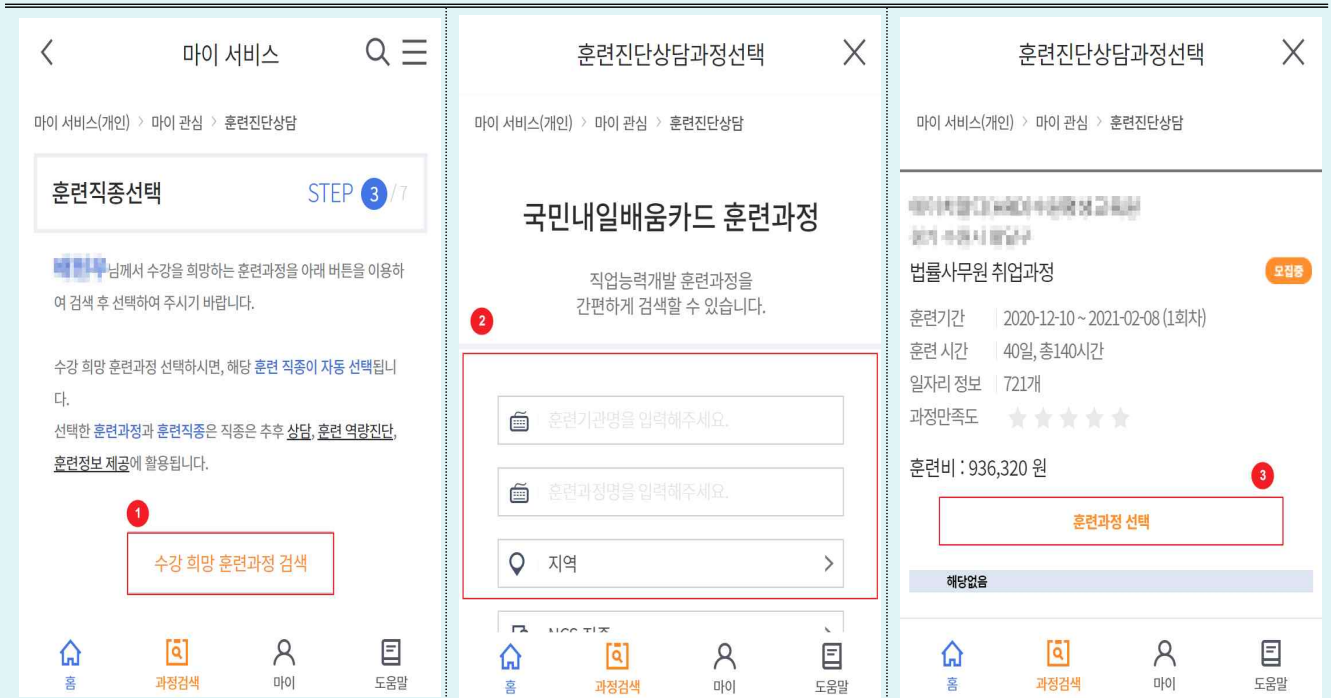 마이 서비스
마이 서비스(개인) > 마이 관심 > 훈련진단상담
훈련직종선택 STEP 3 / 7
님께서 수강을 희망하는 훈련과정을 아래 버튼을 이용하
여 검색 후 선택하여 주시기 바랍니다.
수강 희망 훈련과정 선택하시면, 해당 훈련 직종이 자동 선택됩니
다.
선택한 훈련과정과 훈련직종은 직종은 추후 상담, 훈련 역량진단,
훈련정보 제공에 활용됩니다.
1
수강 희망 훈련과정 검색
홈 과정검색 마이 도움말
훈련진단상담과정선택
마이 서비스(개인) > 마이 관심 > 훈련진단상담
국민내일배움카드 훈련과정
직업능력개발 훈련과정을
간편하게 검색할 수 있습니다.
2
훈련기관명을 입력해주세요.
훈련과정명을 입력해주세요.
지역
NCS 직종
홈 과정검색 마이 도움말
훈련진단상담과정선택
마이 서비스(개인) > 마이 관심 > 훈련진단상담
법률사무원 취업과정 모집중
훈련기간 2020-12-10 ~ 2021-02-08 (1회차)
훈련 시간 40일, 총140시간
일자리 정보 721개
과정만족도
훈련비 : 936,320 원
3
훈련과정 선택
해당없음
홈 과정검색 마이 도움말